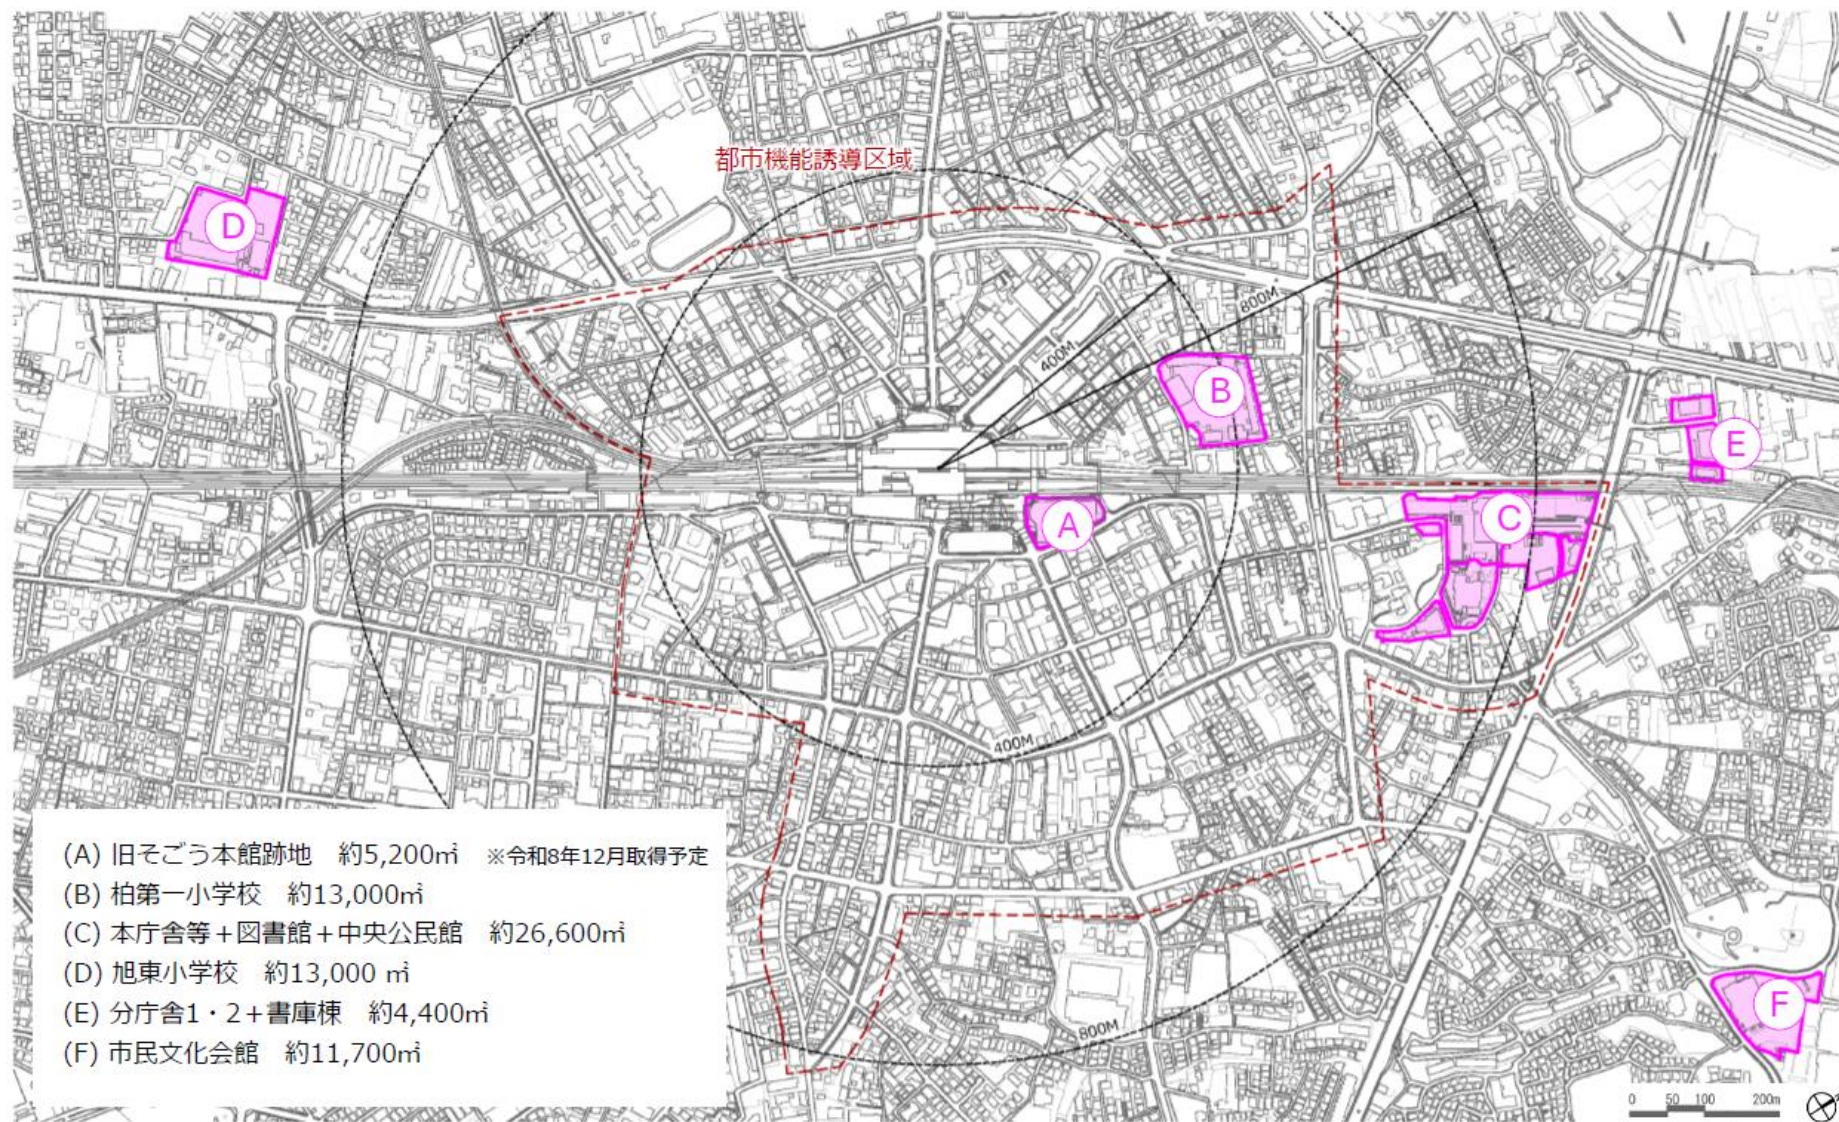 都市機能誘導区域
D
800M
400M
B
E
A
C
400M
(A) 旧そごう本館跡地　約5,200㎡　※令和8年12月取得予定
(B) 柏第一小学校　約13,000㎡
(C) 本庁舎等＋図書館＋中央公民館　約26,600㎡
(D) 旭東小学校　約13,000 ㎡
(E) 分庁舎1・2＋書庫棟　約4,400㎡
(F) 市民文化会館　約11,700㎡
F
800M
0 50 100 200m